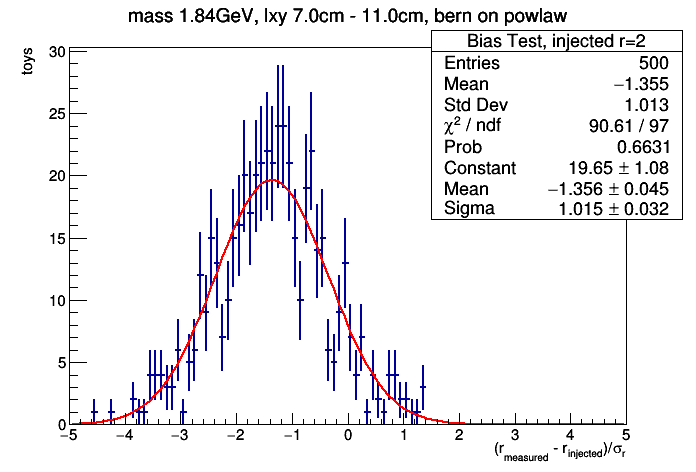 mass 1.84GeV, lxy 7.0cm - 11.0cm, bern on powlaw
Bias Test, injected r=2
Entries 500
Mean −1.355
Std Dev 1.013
χ² / ndf 90.61 / 97
Prob 0.6631
Constant 19.65 ± 1.08
Mean −1.356 ± 0.045
Sigma 1.015 ± 0.032
toys
30
25
20
15
10
5
0
−5 −4 −3 −2 −1 0 1 2 3 4 5
(r_measured - r_injected)/σ_r